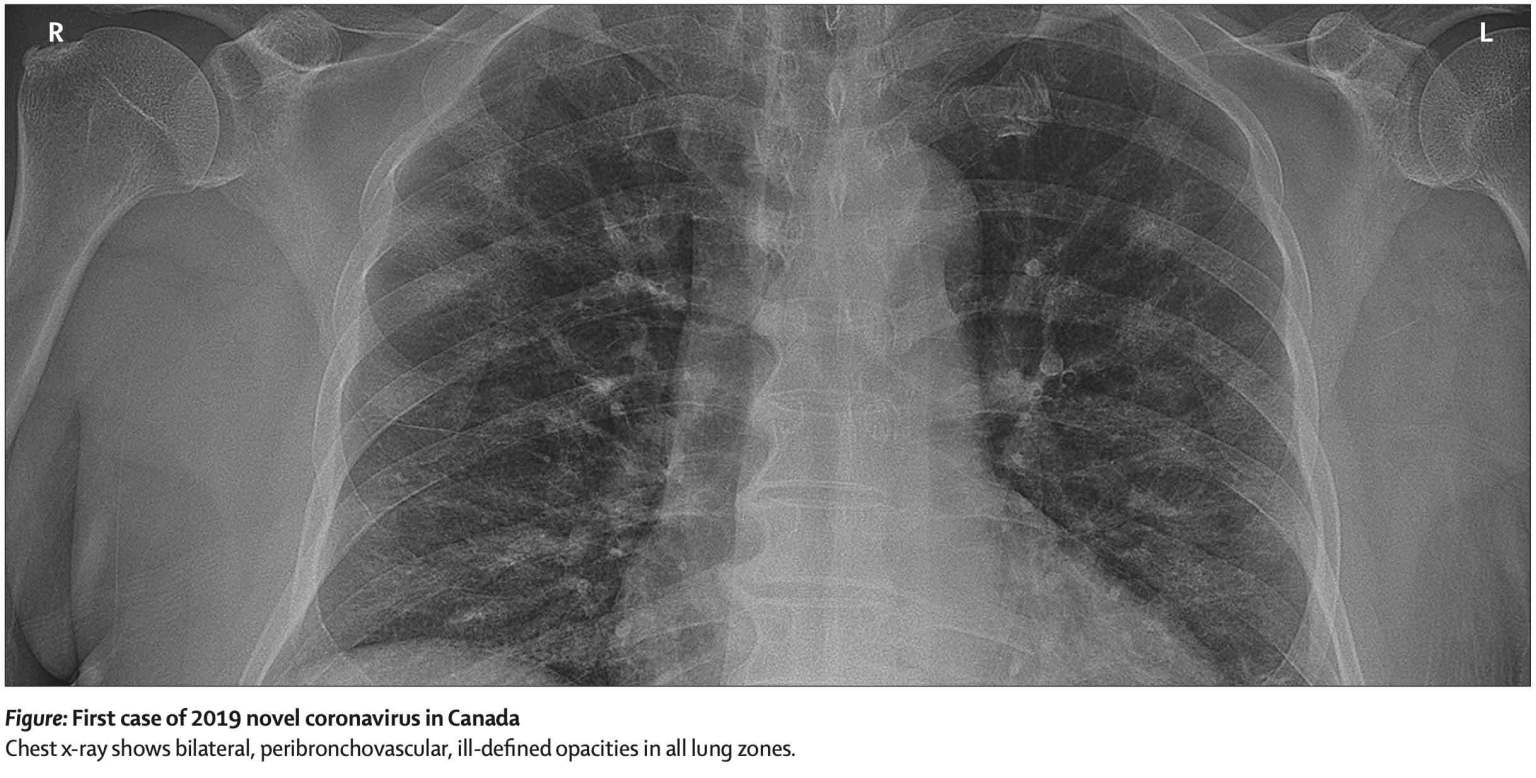 R
L
Figure: First case of 2019 novel coronavirus in Canada
Chest x-ray shows bilateral, peribronchovascular, ill-defined opacities in all lung zones.